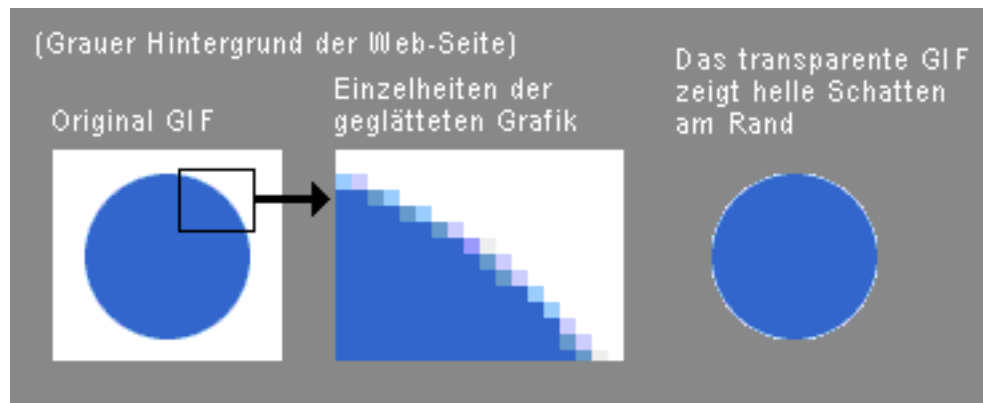 (Grauer Hintergrund der Web-Seite)
Original GIF
Einzelheiten der
geglätteten Grafik
Das transparente GIF
zeigt helle Schatten
am Rand